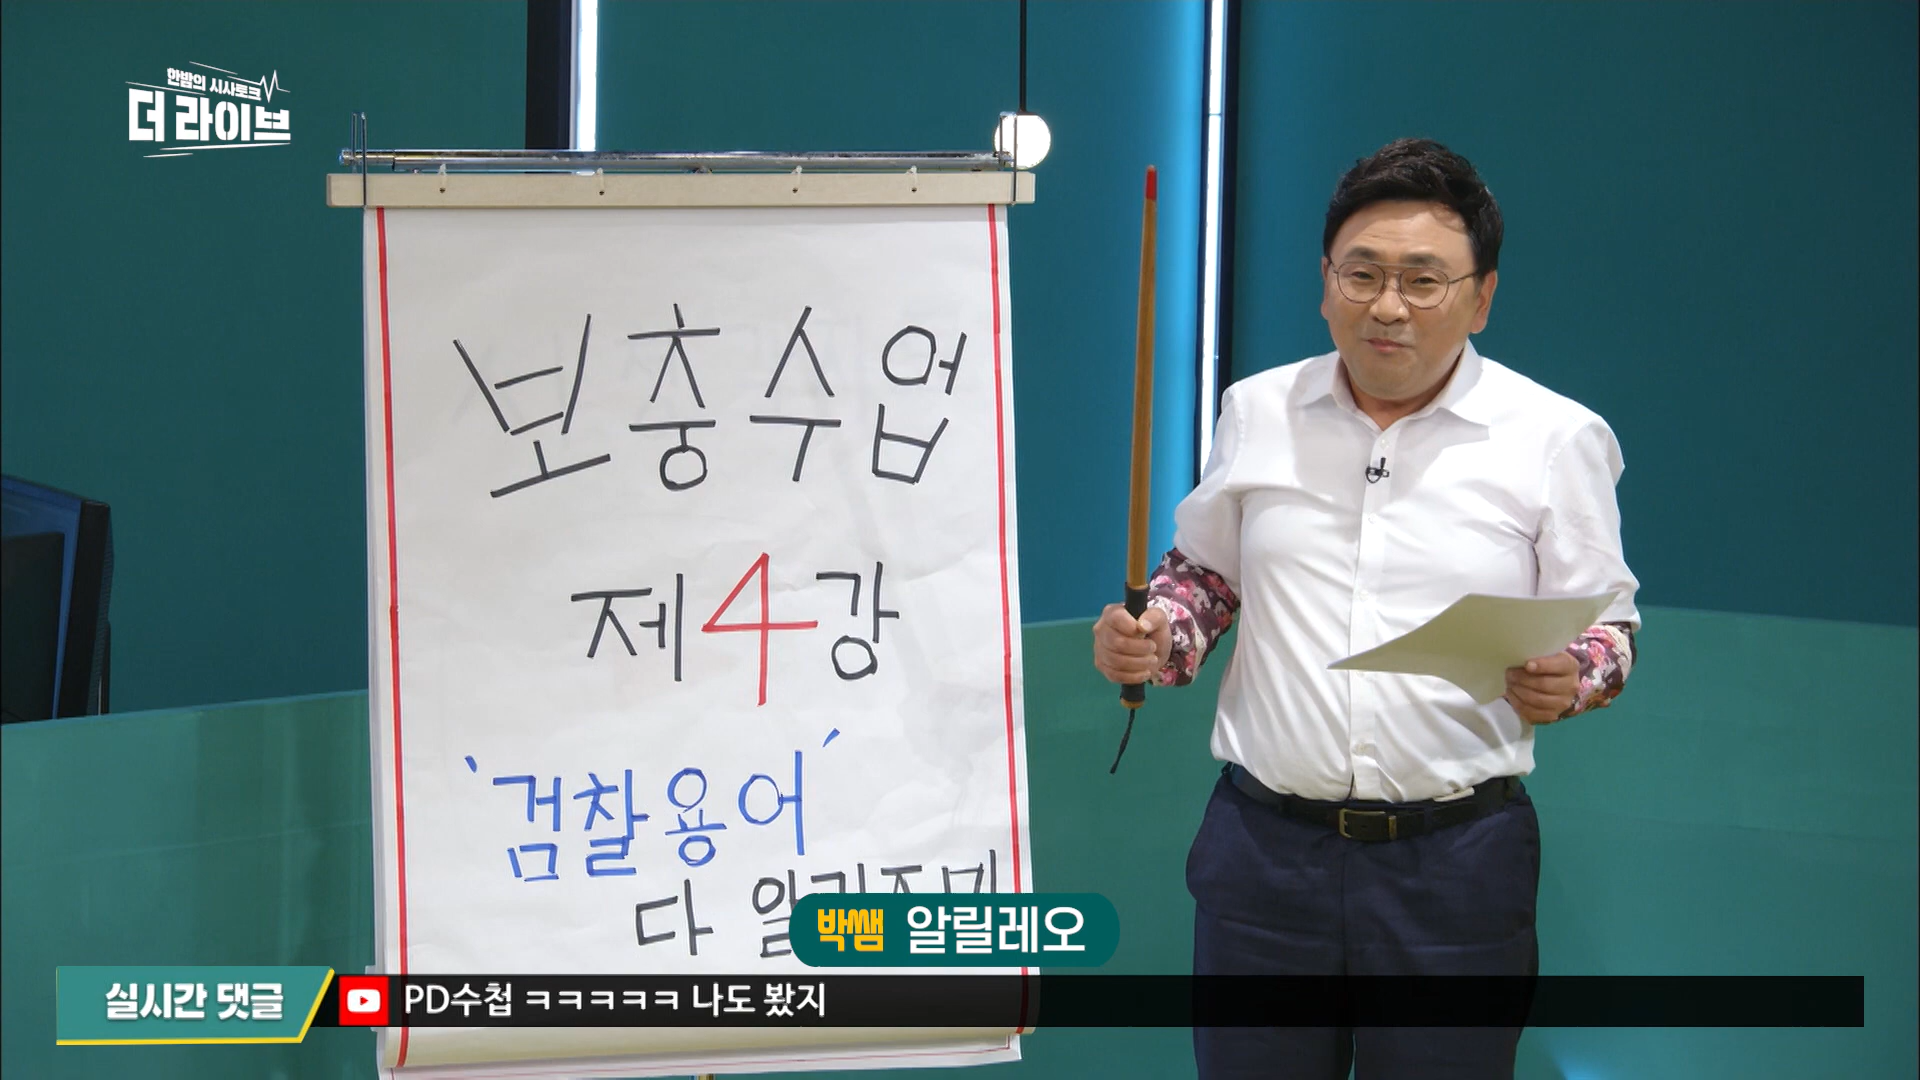 한밤의 시사토크
더 라이브
보충수업
제4강
'검찰용어'
다
박쌤 알릴레오
실시간 댓글
PD수첩 ㅋㅋㅋㅋㅋ 나도 봤지